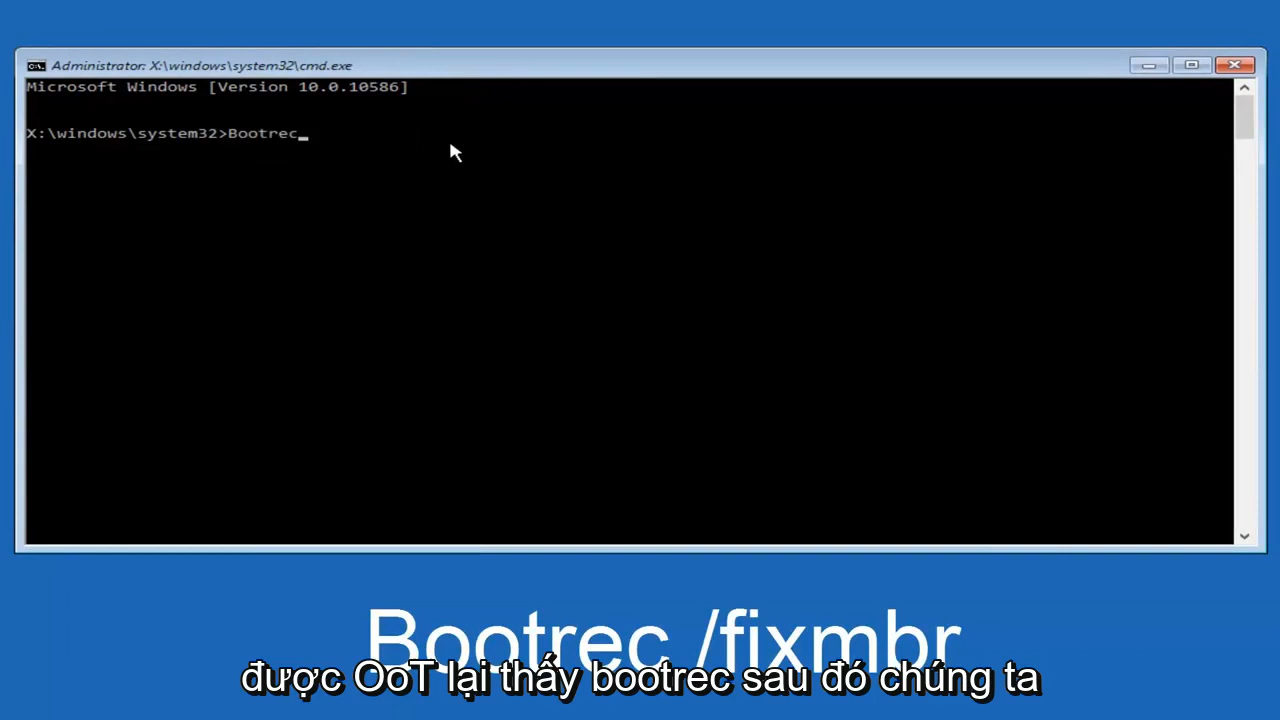 Administrator: X:\windows\system32\cmd.exe
Microsoft Windows [Version 10.0.10586]
X:\windows\system32>Bootrec_
Bootrec /fixmbr
được OoT lại thấy bootrec sau đó chúng ta